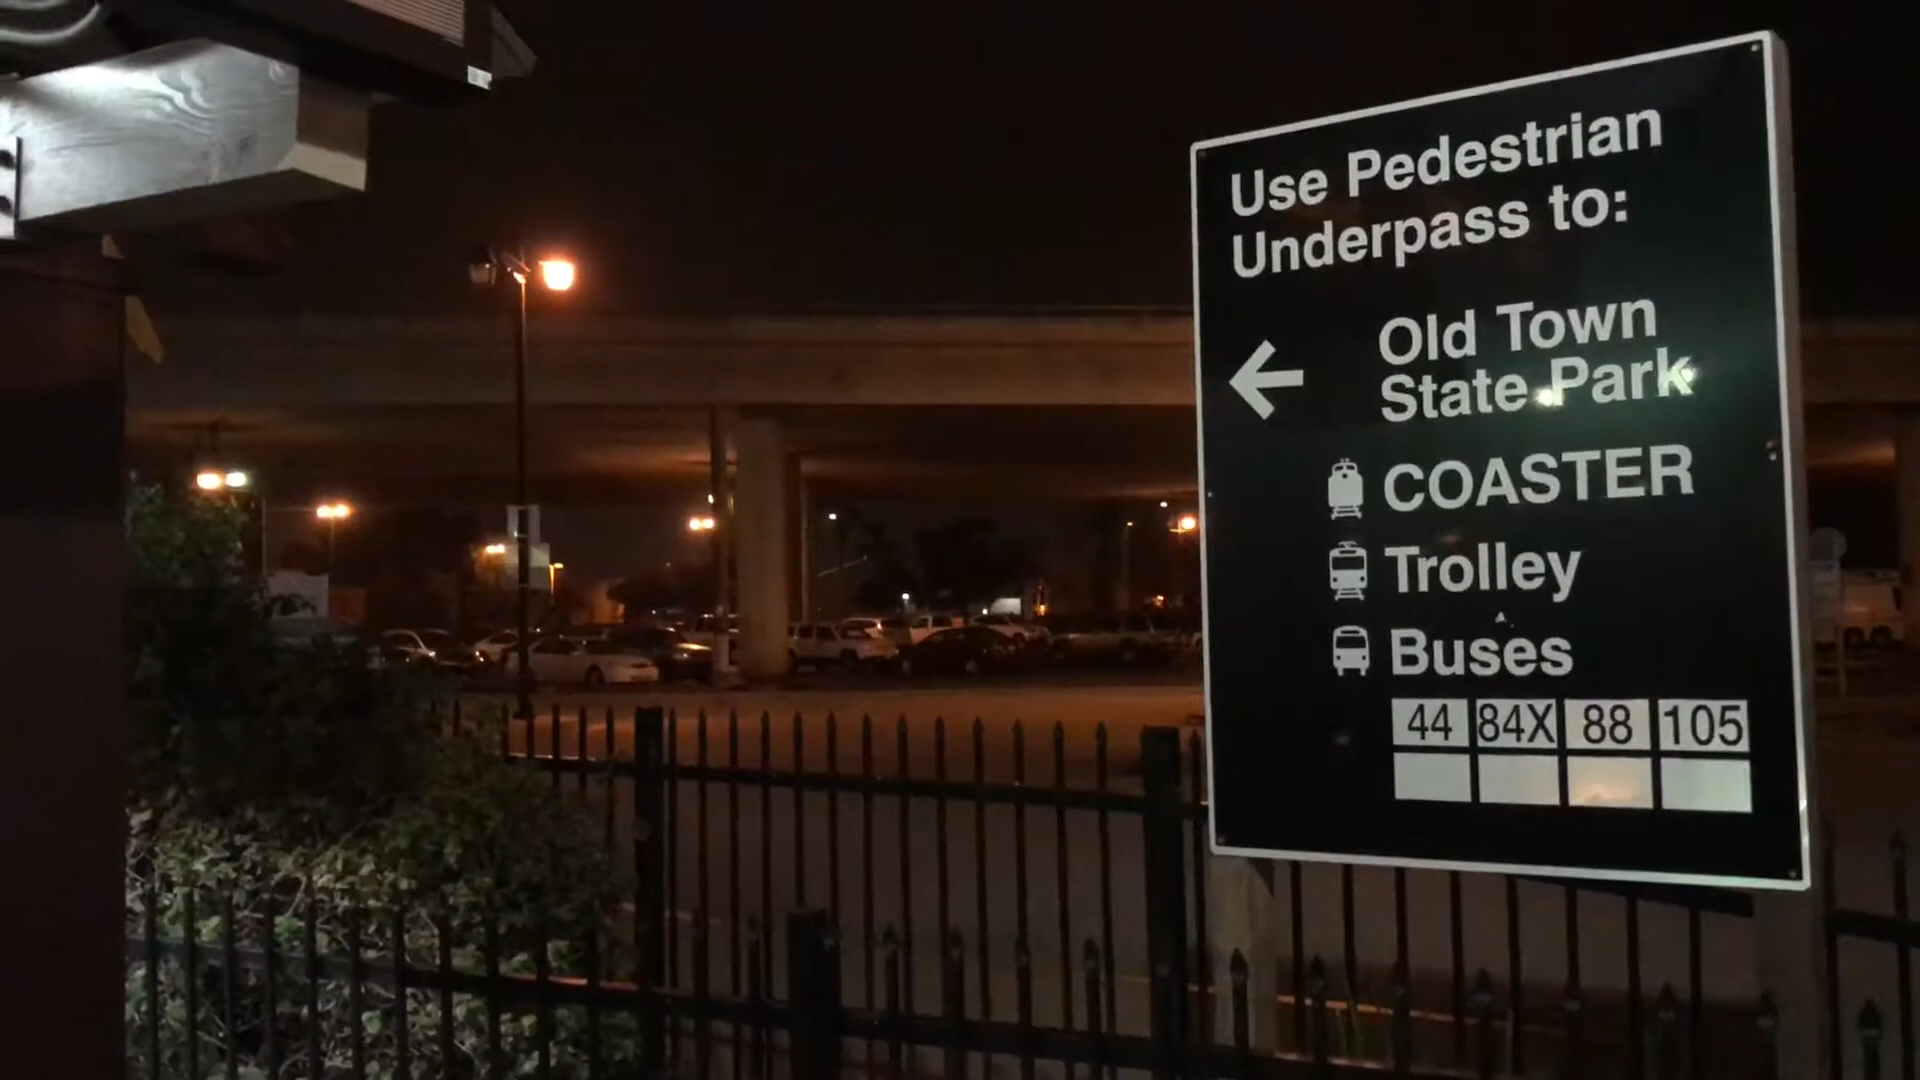 Use Pedestrian
Underpass to:
Old Town
State Park
COASTER
Trolley
Buses
44 84X 88 105